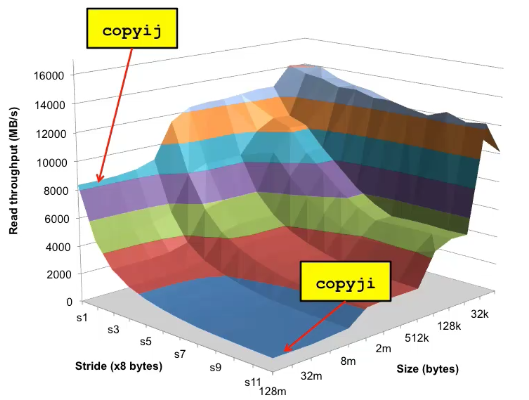 copyij
16000
14000
12000
10000
8000
6000
4000
2000
0
Read throughput (MB/s)
copyji
s1
s3
s5
s7
s9
s11
Stride (x8 bytes)
128m
32m
8m
2m
512k
128k
32k
Size (bytes)